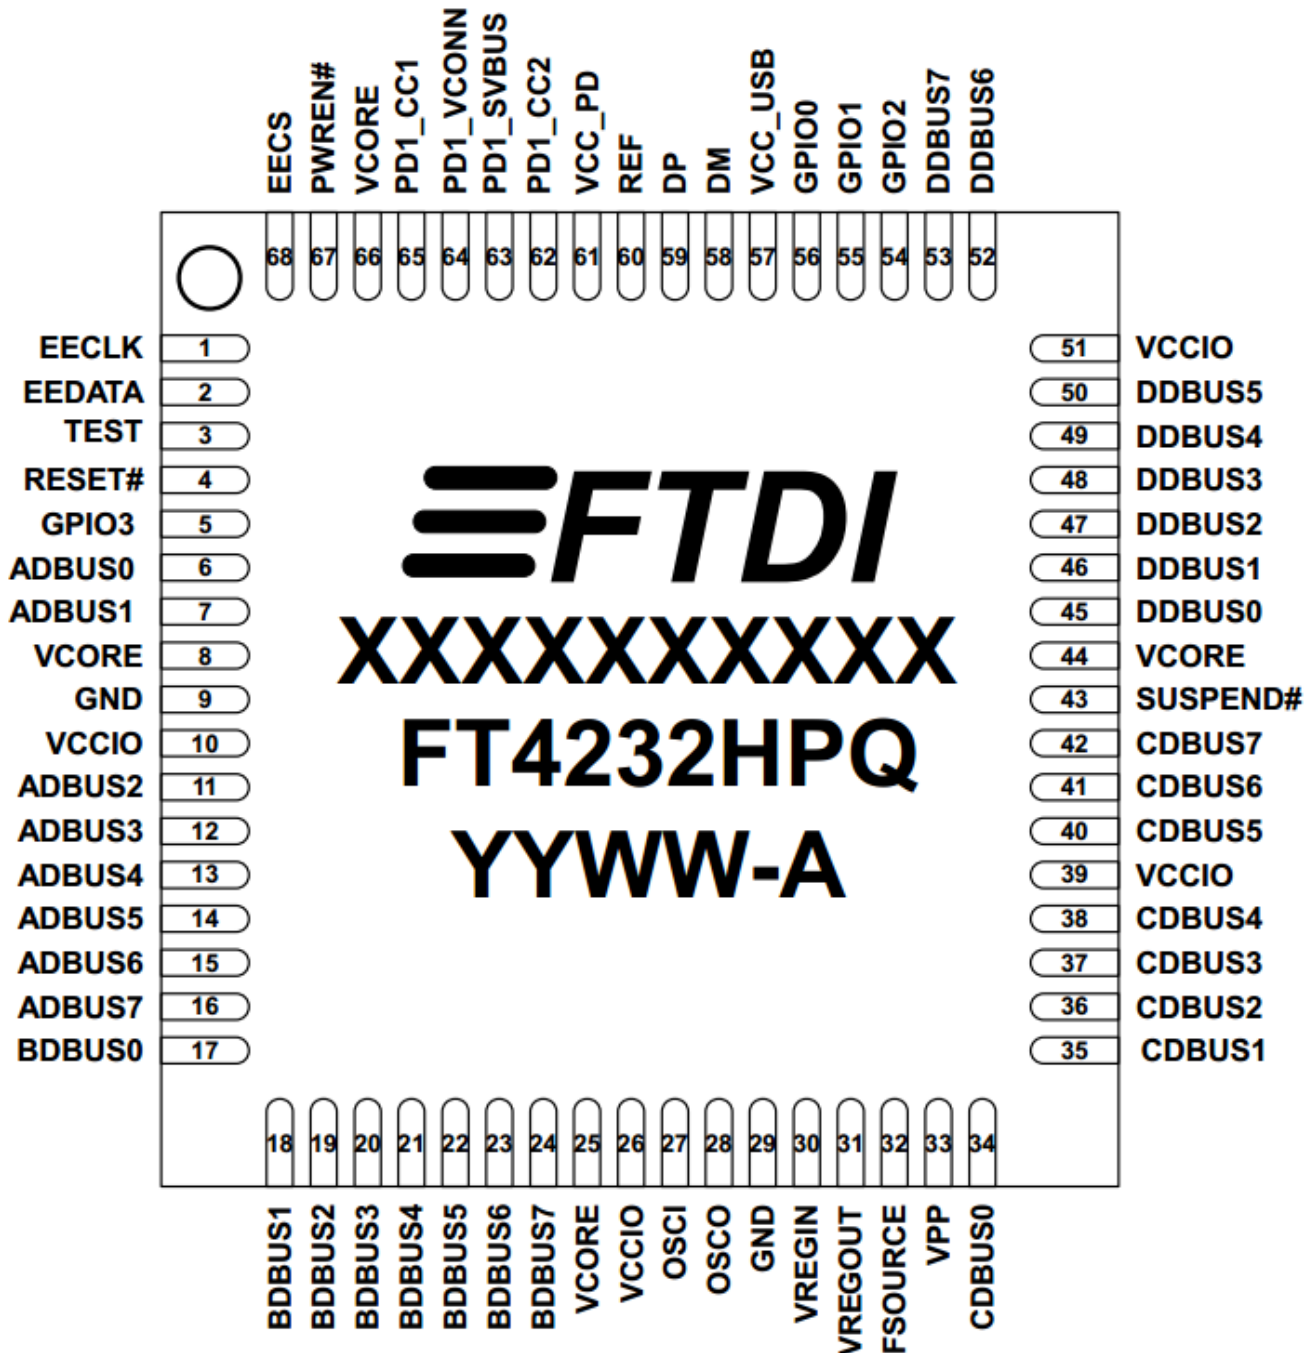 EECS
PWREN#
VCORE
PD1_CC1
PD1_VCONN
PD1_SVBUS
PD1_CC2
VCC_PD
REF
DP
DM
VCC_USB
GPIO0
GPIO1
GPIO2
DDBUS7
DDBUS6
68 67 66 65 64 63 62 61 60 59 58 57 56 55 54 53 52
EECLK 1
EEDATA 2
TEST 3
RESET# 4
GPIO3 5
ADBUS0 6
ADBUS1 7
VCORE 8
GND 9
VCCIO 10
ADBUS2 11
ADBUS3 12
ADBUS4 13
ADBUS5 14
ADBUS6 15
ADBUS7 16
BDBUS0 17
FTDI
XXXXXXXXXX
FT4232HPQ
YYWW-A
51 VCCIO
50 DDBUS5
49 DDBUS4
48 DDBUS3
47 DDBUS2
46 DDBUS1
45 DDBUS0
44 VCORE
43 SUSPEND#
42 CDBUS7
41 CDBUS6
40 CDBUS5
39 VCCIO
38 CDBUS4
37 CDBUS3
36 CDBUS2
35 CDBUS1
18 19 20 21 22 23 24 25 26 27 28 29 30 31 32 33 34
BDBUS1
BDBUS2
BDBUS3
BDBUS4
BDBUS5
BDBUS6
BDBUS7
VCORE
VCCIO
OSCI
OSCO
GND
VREGIN
VREGOUT
FSOURCE
VPP
CDBUS0